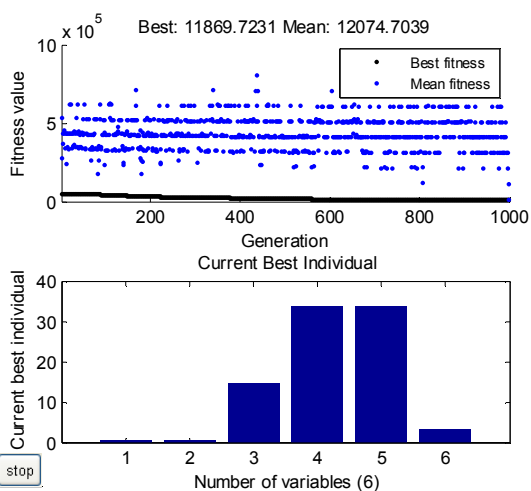 Best: 11869.7231 Mean: 12074.7039
x 10^5
10
5
0
Fitness value
Best fitness
Mean fitness
200 400 600 800 1000
Generation
Current Best Individual
40
30
20
10
0
Current best individual
1 2 3 4 5 6
Number of variables (6)
stop